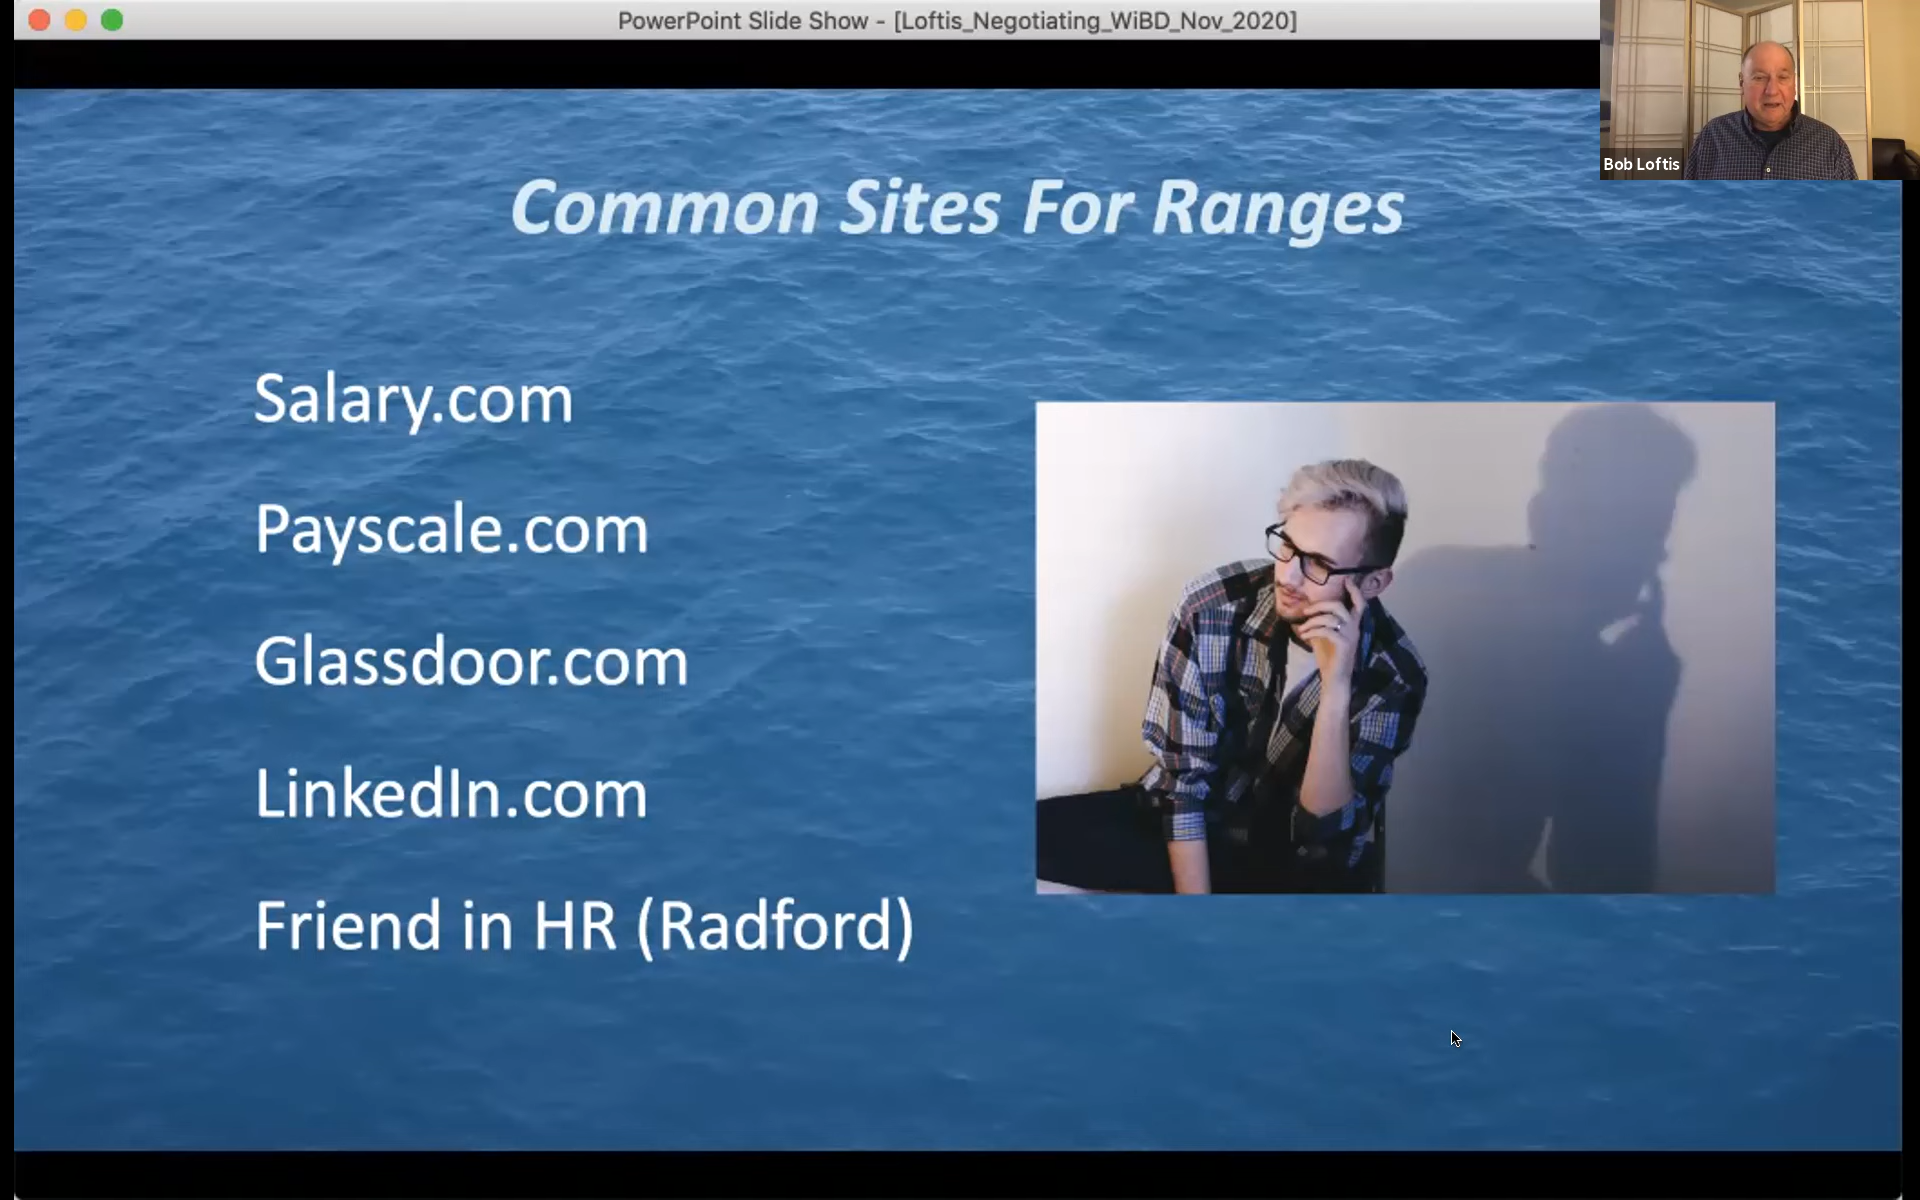 PowerPoint Slide Show - [Loftis_Negotiating_WiBD_Nov_2020]
Bob Loftis
Common Sites For Ranges
Salary.com
Payscale.com
Glassdoor.com
LinkedIn.com
Friend in HR (Radford)